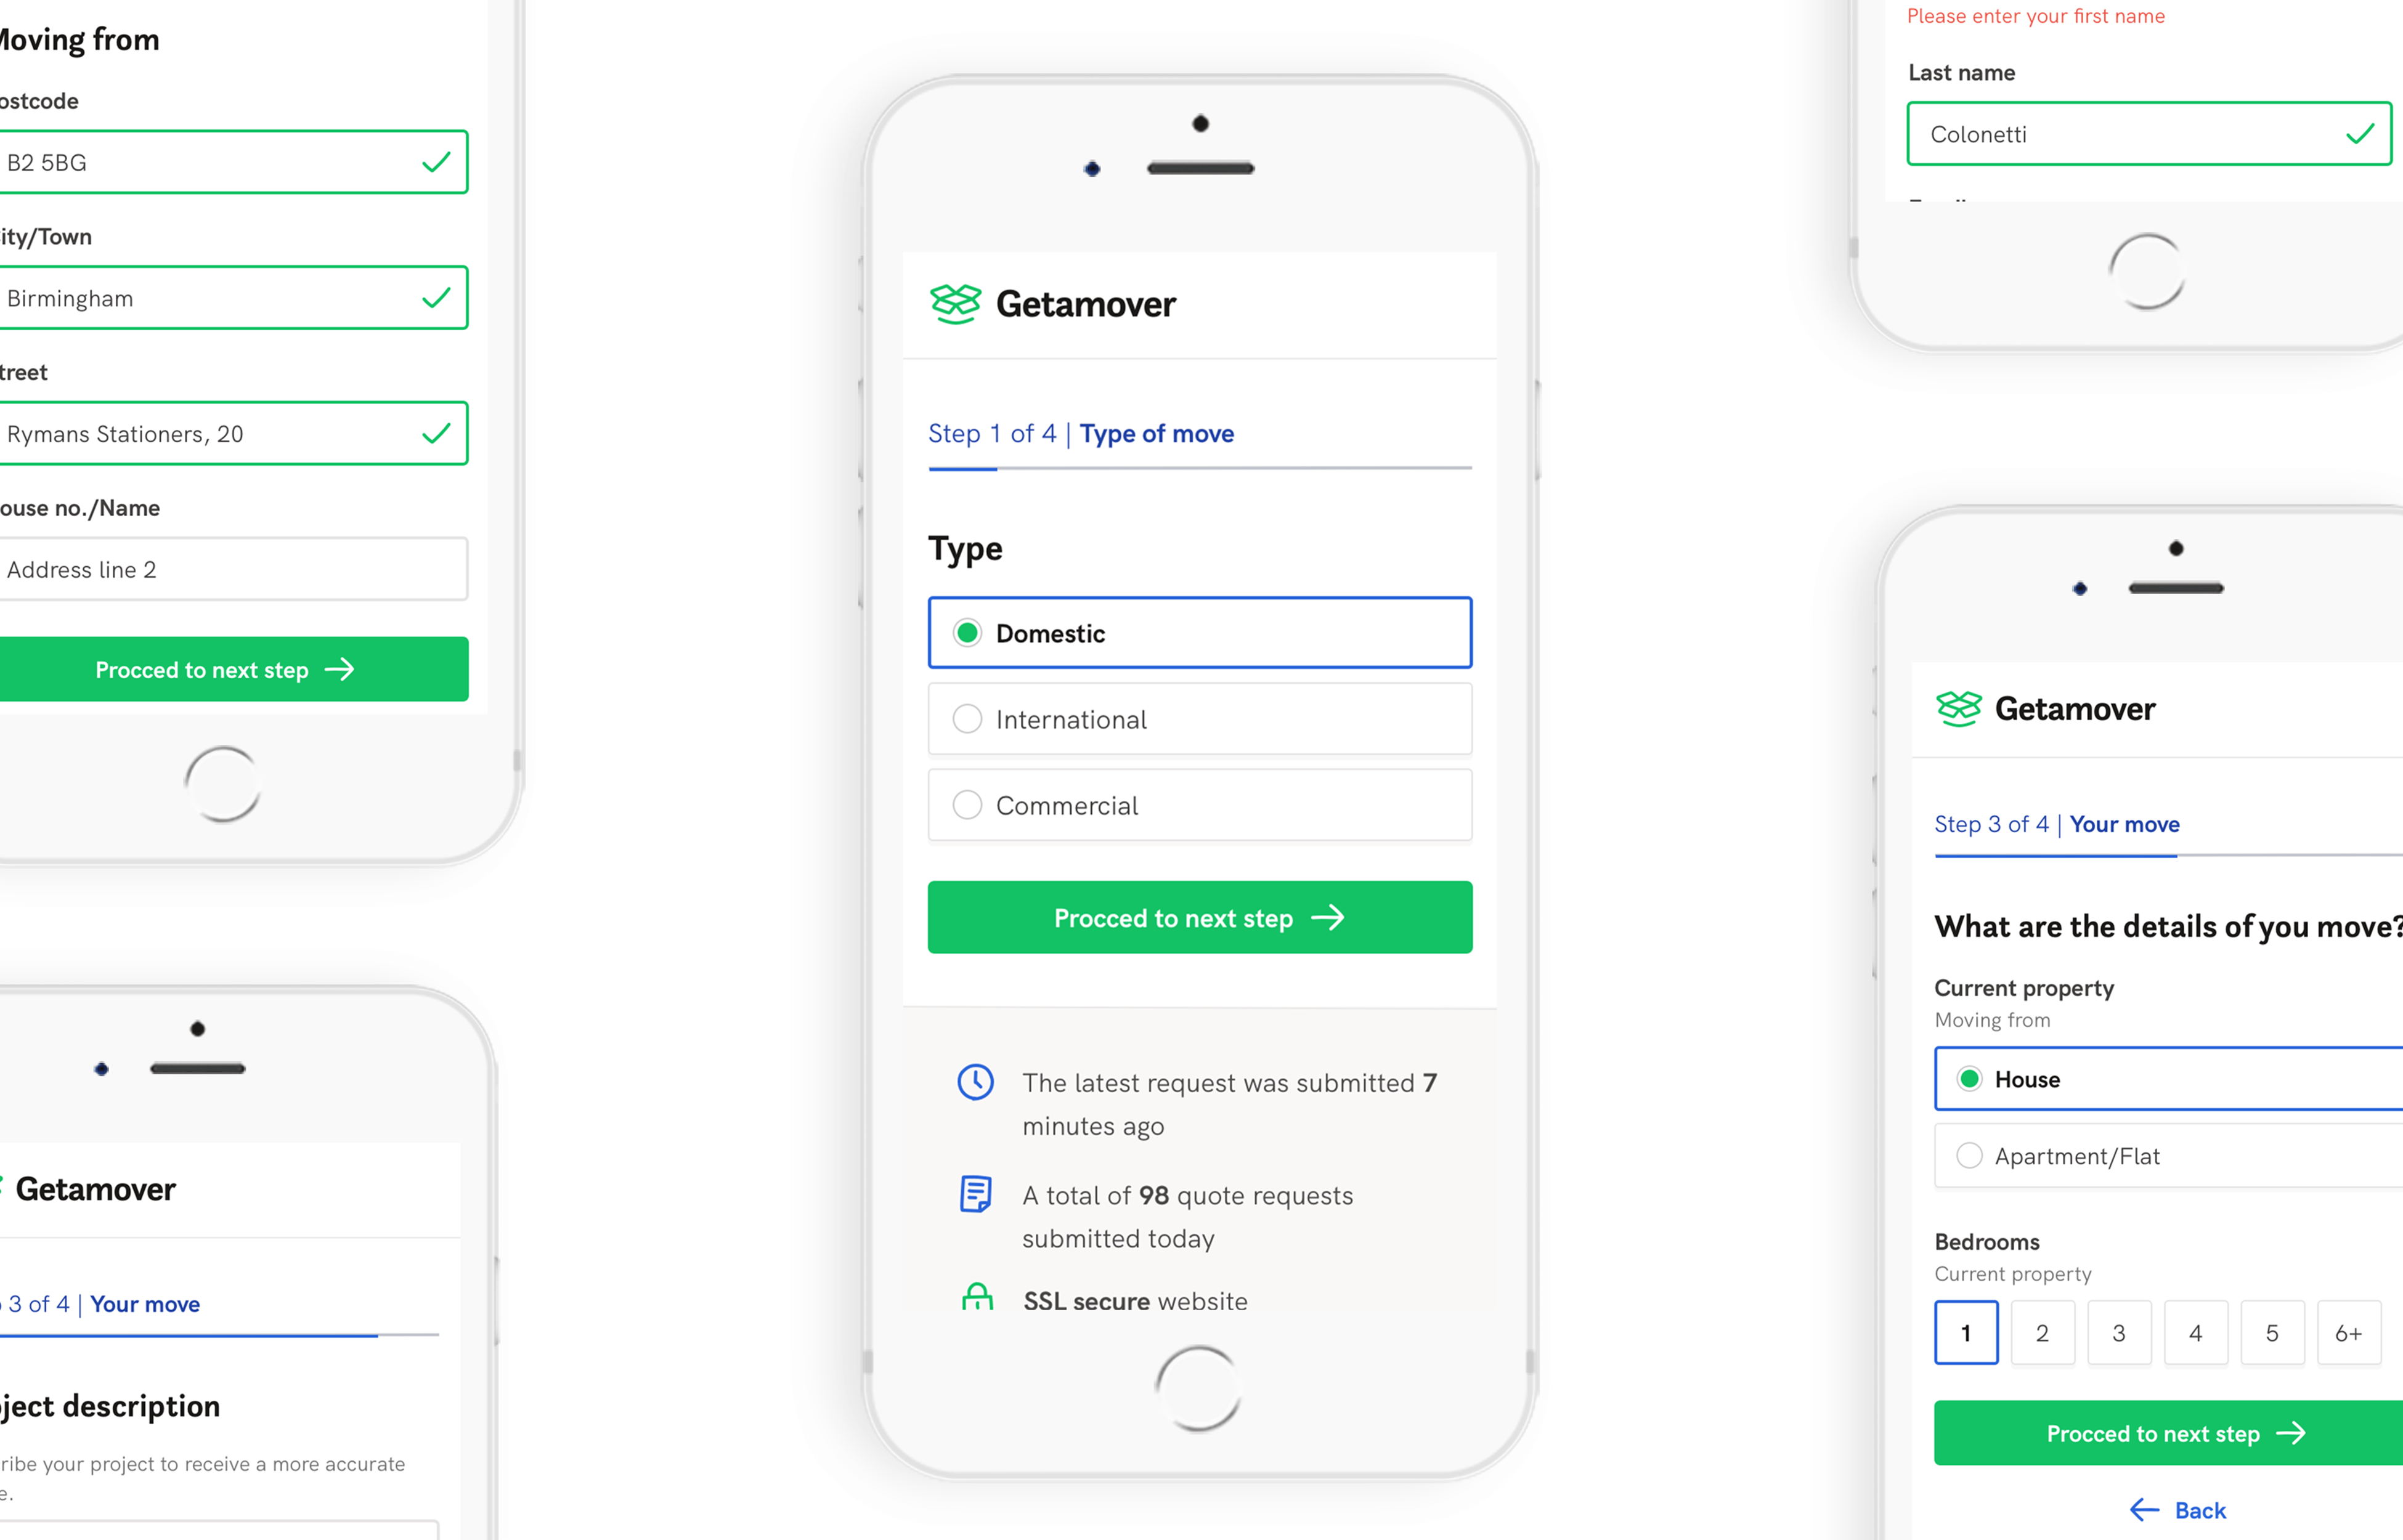 Moving from
ostcode
B2 5BG
ity/Town
Birmingham
treet
Rymans Stationers, 20
ouse no./Name
Address line 2
Procced to next step
Getamover
3 of 4 | Your move
ject description
ribe your project to receive a more accurate
e.
Getamover
Step 1 of 4 | Type of move
Type
Domestic
International
Commercial
Procced to next step
The latest request was submitted 7
minutes ago
A total of 98 quote requests
submitted today
SSL secure website
Please enter your first name
Last name
Colonetti
Getamover
Step 3 of 4 | Your move
What are the details of you move?
Current property
Moving from
House
Apartment/Flat
Bedrooms
Current property
1 2 3 4 5 6+
Procced to next step
Back